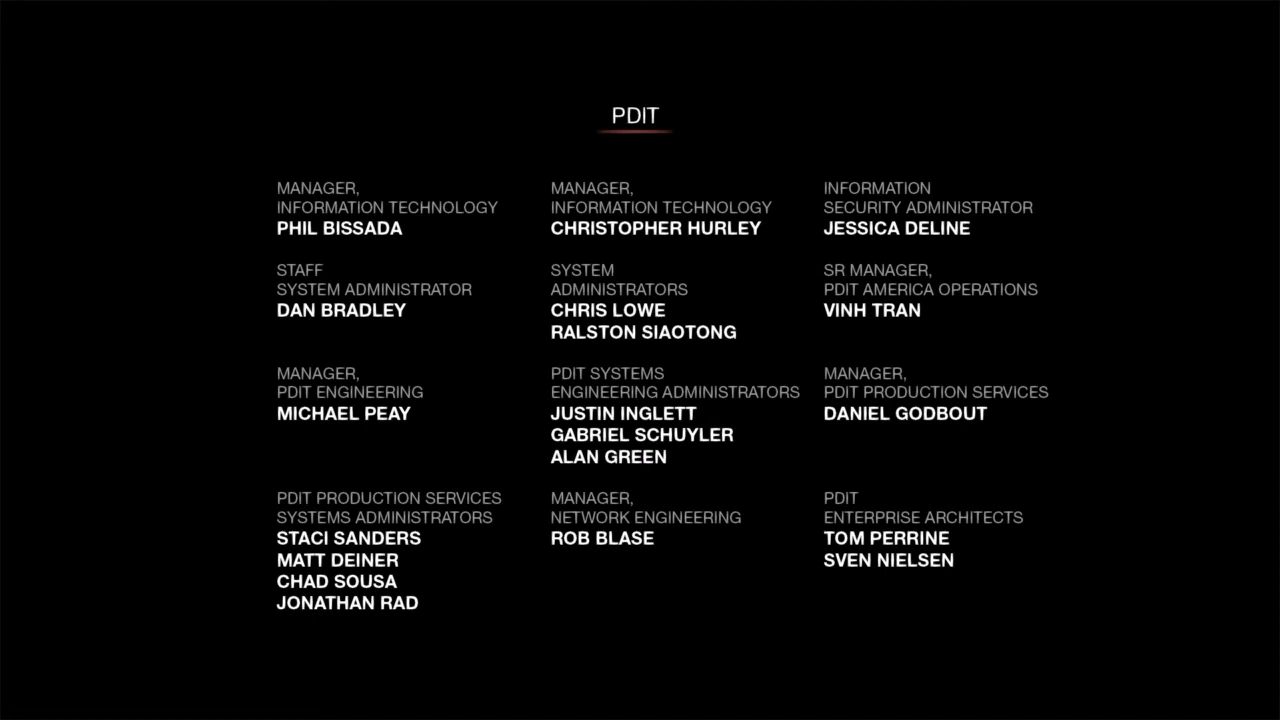 PDIT
MANAGER,
INFORMATION TECHNOLOGY
PHIL BISSADA
MANAGER,
INFORMATION TECHNOLOGY
CHRISTOPHER HURLEY
INFORMATION
SECURITY ADMINISTRATOR
JESSICA DELINE
STAFF
SYSTEM ADMINISTRATOR
DAN BRADLEY
SYSTEM
ADMINISTRATORS
CHRIS LOWE
RALSTON SIAOTONG
SR MANAGER,
PDIT AMERICA OPERATIONS
VINH TRAN
MANAGER,
PDIT ENGINEERING
MICHAEL PEAY
PDIT SYSTEMS
ENGINEERING ADMINISTRATORS
JUSTIN INGLETT
GABRIEL SCHUYLER
ALAN GREEN
MANAGER,
PDIT PRODUCTION SERVICES
DANIEL GODBOUT
PDIT PRODUCTION SERVICES
SYSTEMS ADMINISTRATORS
STACI SANDERS
MATT DEINER
CHAD SOUSA
JONATHAN RAD
MANAGER,
NETWORK ENGINEERING
ROB BLASE
PDIT
ENTERPRISE ARCHITECTS
TOM PERRINE
SVEN NIELSEN